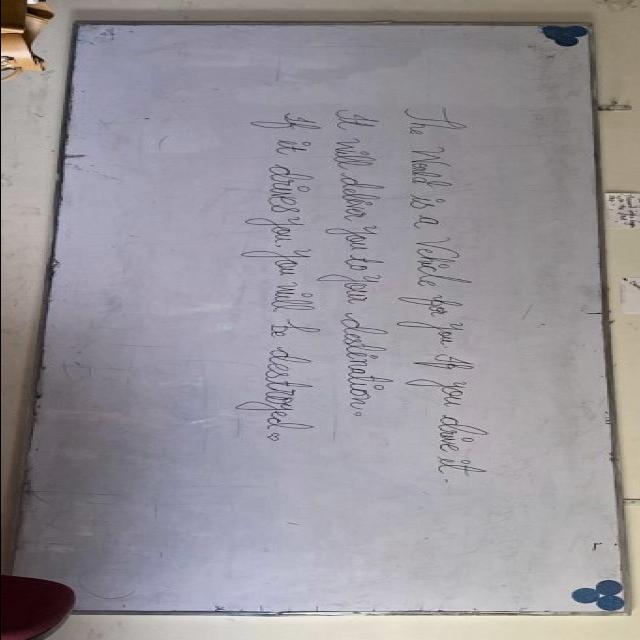 The World is a Vehicle for you If you drive it.
It will deliver you to your destination.
If it drives you. You will be destroyed.